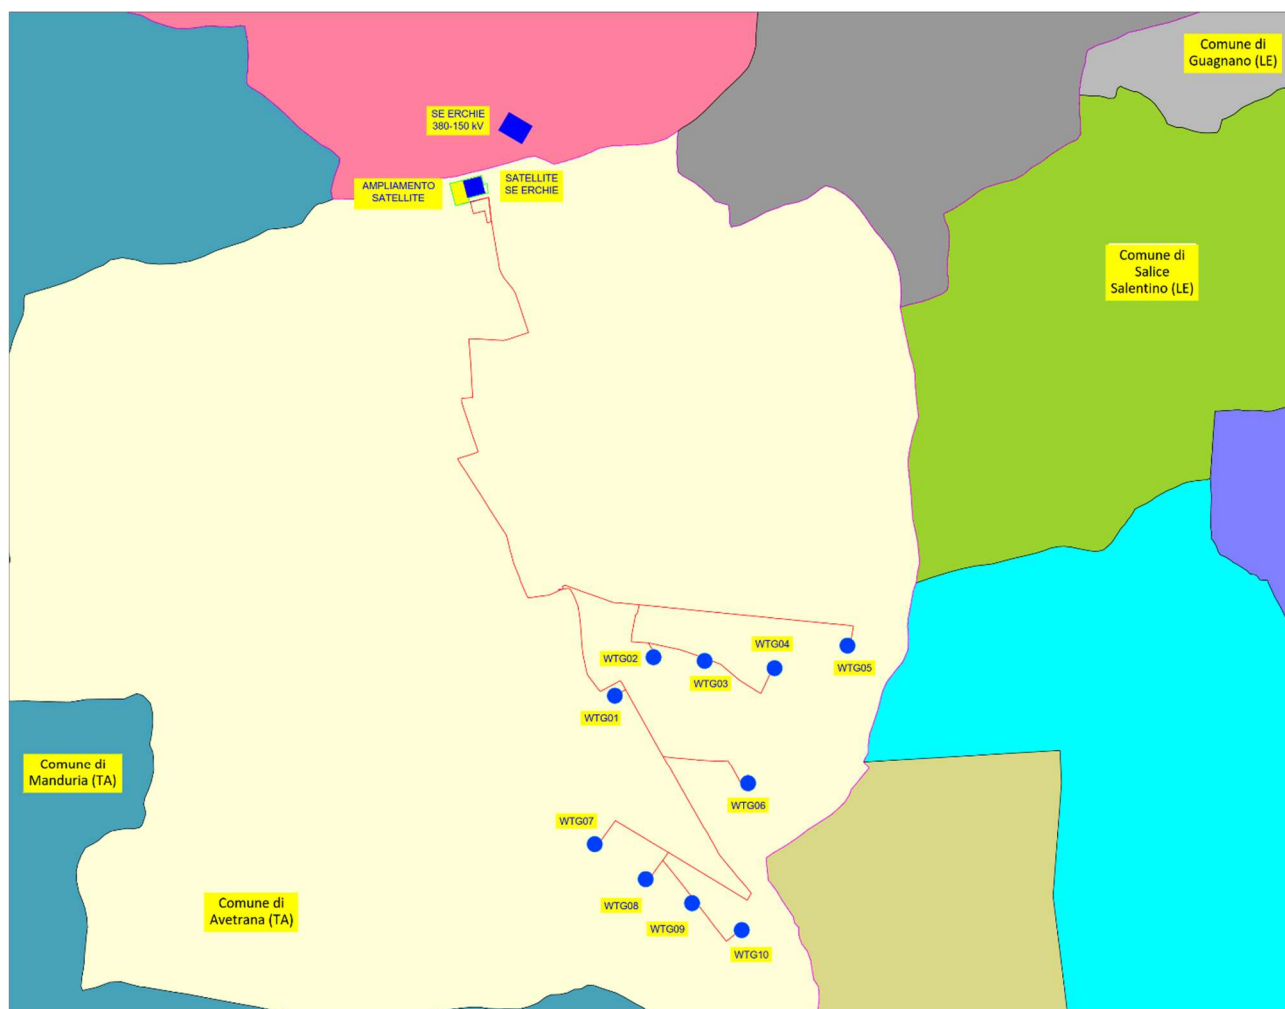 Comune di
Guagnano (LE)
SE ERCHIE
380-150 kV
AMPLIAMENTO
SATELLITE
SATELLITE
SE ERCHIE
Comune di
Salice
Salentino (LE)
WTG02
WTG03
WTG04
WTG05
WTG01
Comune di
Manduria (TA)
WTG06
WTG07
WTG08
WTG09
WTG10
Comune di
Avetrana (TA)